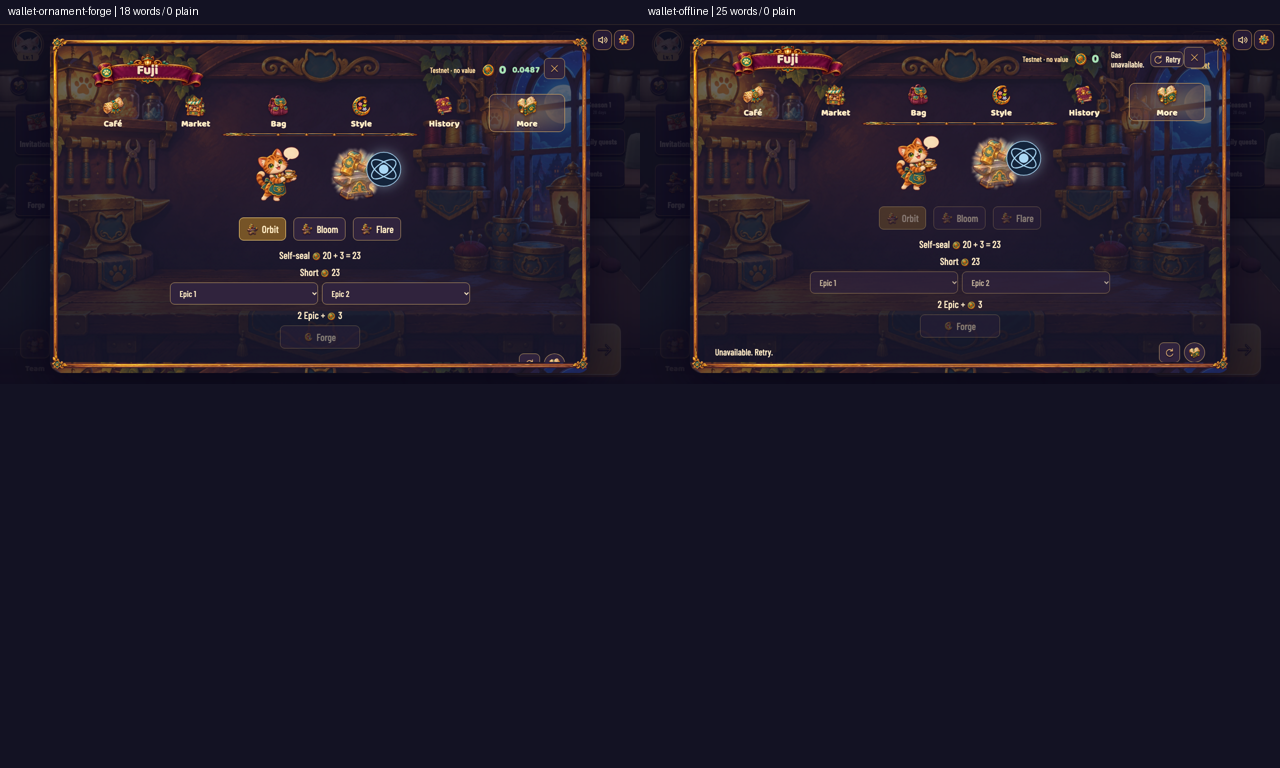 wallet-ornament-forge | 18 words / 0 plain
Fuji
Testnet · no value 0 0.0487
Café Market Bag Style History More
Orbit Bloom Flare
Self-seal 20 + 3 = 23
Short 23
Epic 1 Epic 2
2 Epic + 3
Forge
Invitation
Forge
Team
wallet-offline | 25 words / 0 plain
Fuji
Testnet · no value 0 Gas unavailable. Retry
Café Market Bag Style History More
Orbit Bloom Flare
Self-seal 20 + 3 = 23
Short 23
Epic 1 Epic 2
2 Epic + 3
Forge
Unavailable. Retry.